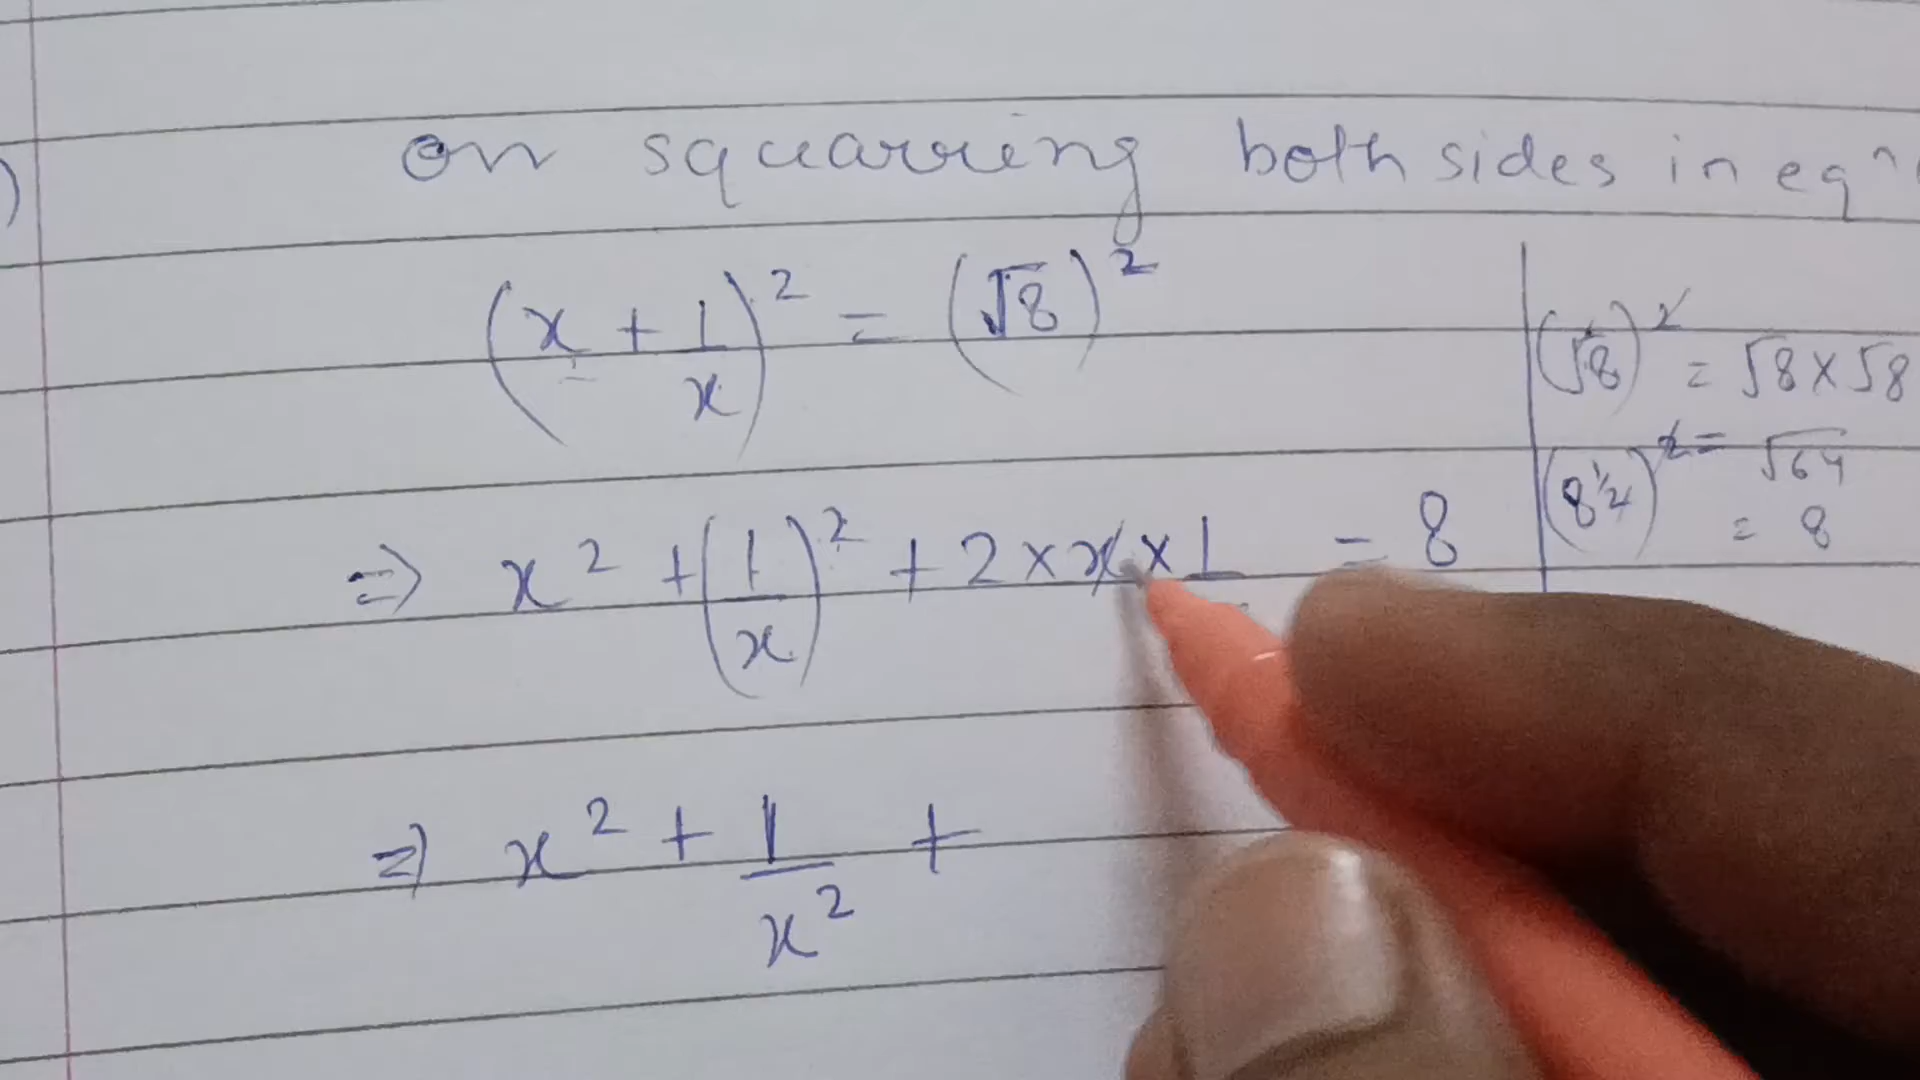 )
on squarring both sides in eqⁿ
(x + 1/x)² = (√8)²
(√8)² = √8 × √8
(8^1/2)² = √64
= 8
⇒ x² + (1/x)² + 2 × x × 1 = 8
⇒ x² + 1/x² +